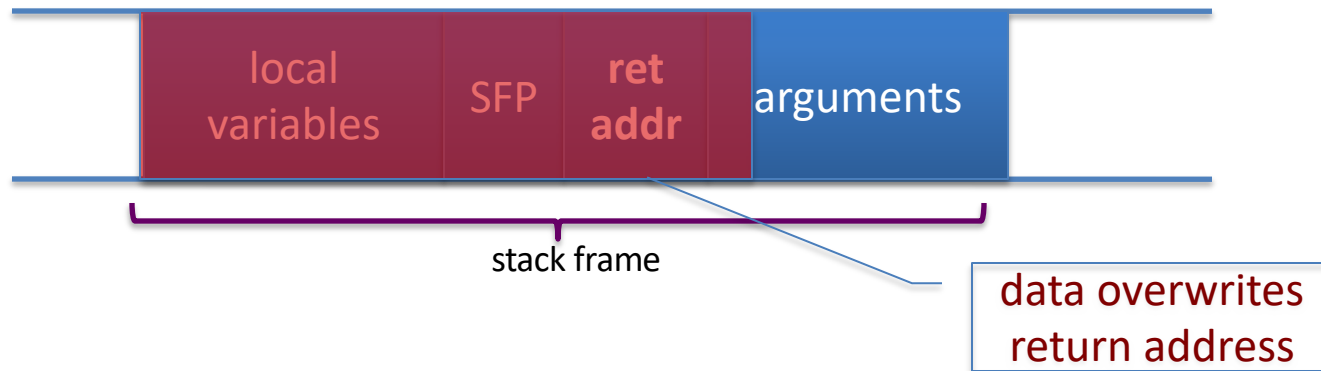 local
variables
SFP
ret
addr
arguments
stack frame
data overwrites
return address